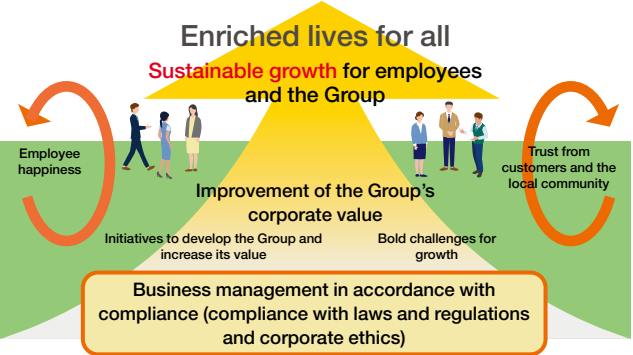 Enriched lives for all
Sustainable growth for employees
and the Group
Employee
happiness
Trust from
customers and the
local community
Improvement of the Group's
corporate value
Initiatives to develop the Group and
increase its value
Bold challenges for
growth
Business management in accordance with
compliance (compliance with laws and regulations
and corporate ethics)